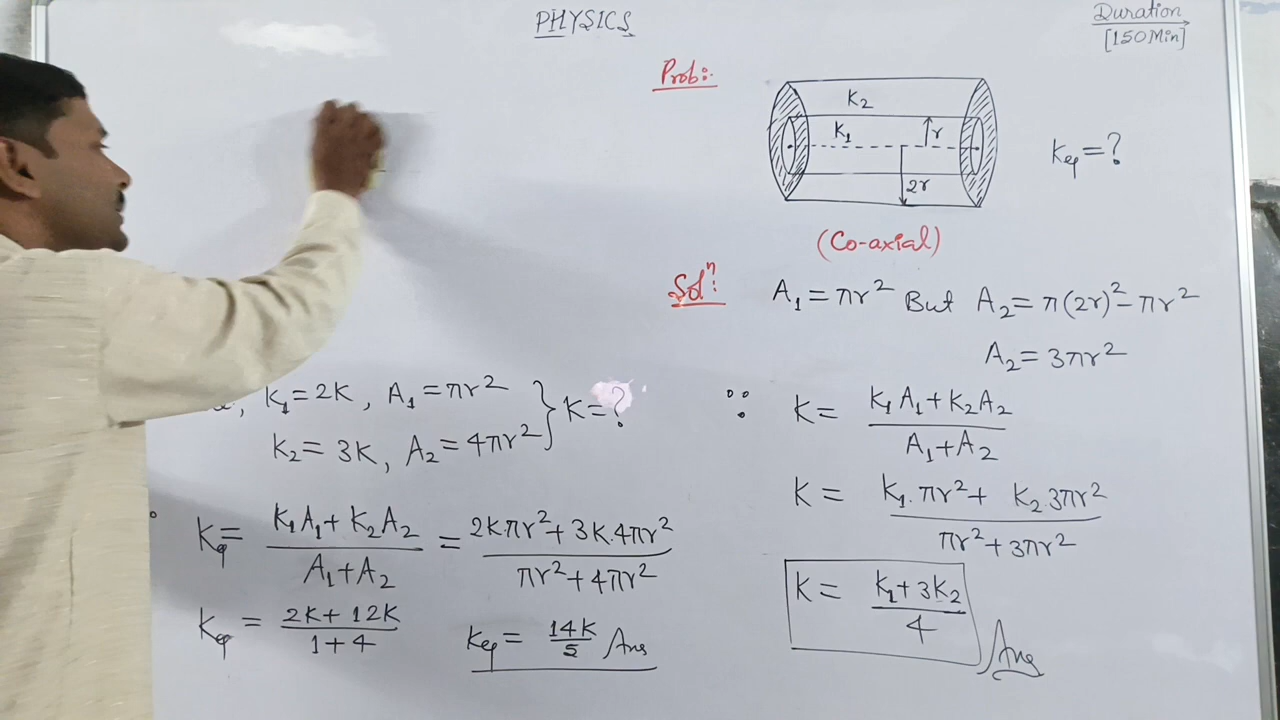 PHYSICS
Duration
[150 Min]
Prob:
K₂
K₁
r
2r
Keq = ?
(Co-axial)
Solⁿ:
A₁ = πr² But A₂ = π(2r)² - πr²
A₂ = 3πr²
∵ K = K₁A₁ + K₂A₂ / A₁ + A₂
K = K₁.πr² + K₂3πr² / πr² + 3πr²
K = K₁ + 3K₂ / 4 Ans
, K₁ = 2K, A₁ = πr²
K₂ = 3K, A₂ = 4πr² } K = ?
Keq = K₁A₁ + K₂A₂ / A₁ + A₂ = 2K.πr² + 3K.4πr² / πr² + 4πr²
Keq = 2K + 12K / 1 + 4
Keq = 14K / 5 Ans